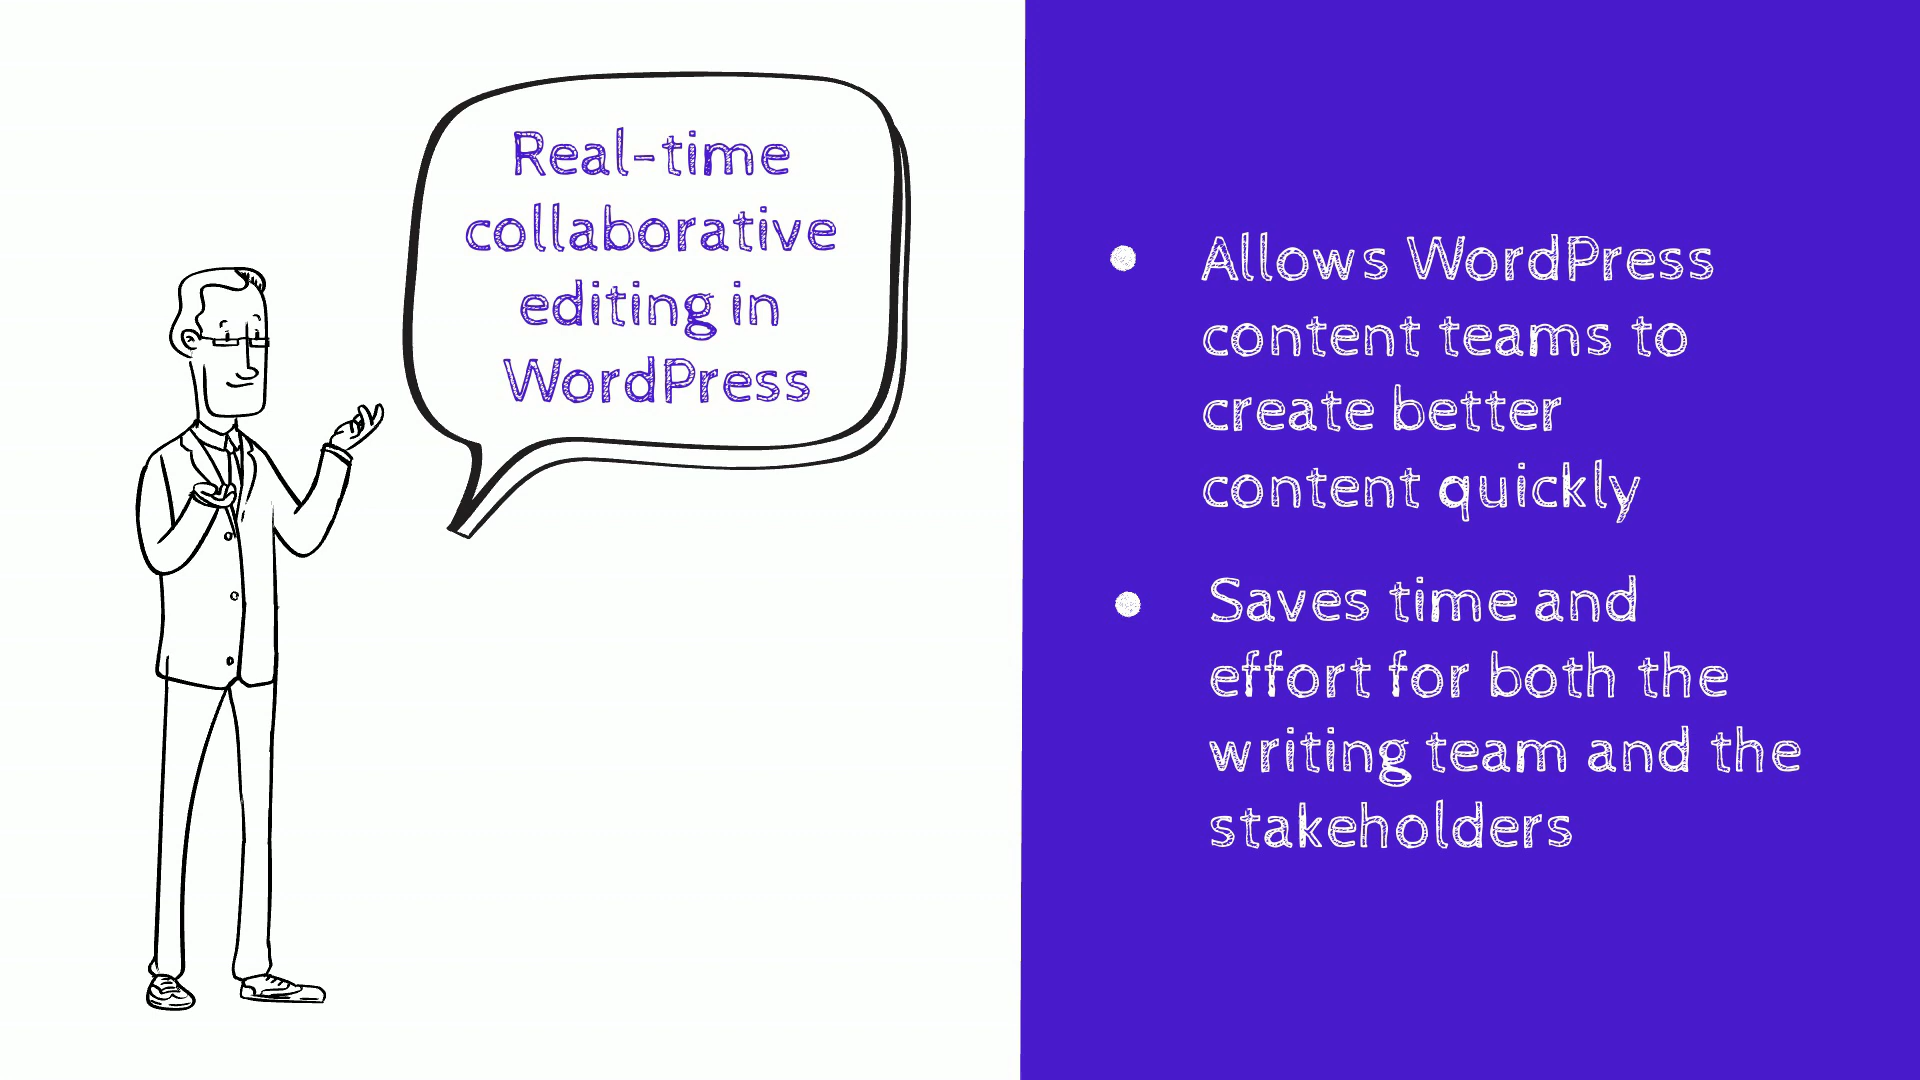 Real-time
collaborative
editing in
WordPress
• Allows WordPress
content teams to
create better
content quickly
• Saves time and
effort for both the
writing team and the
stakeholders